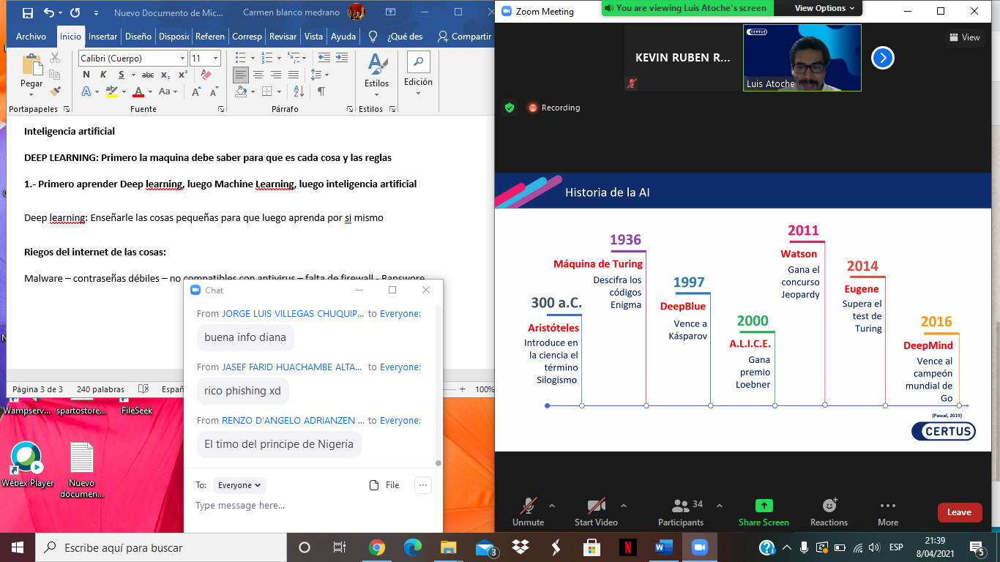 Nuevo Documento de Mic...
Carmen blanco medrano
Archivo Inicio Insertar Diseño Disposic Referen Corresp Revisar Vista Ayuda ¿Qué des Compartir
Pegar
Calibri (Cuerpo) 11
N K S abc x₂ x²
A aby A Aa A A
Estilos
Edición
Portapapeles Fuente Párrafo Estilos
Inteligencia artificial
DEEP LEARNING: Primero la maquina debe saber para que es cada cosa y las reglas
1.- Primero aprender Deep learning, luego Machine Learning, luego inteligencia artificial
Deep learning: Enseñarle las cosas pequeñas para que luego aprenda por si mismo
Riegos del internet de las cosas:
Malware – contraseñas débiles – no compatibles con antivirus – falta de firewall - Ranswore
Página 3 de 3 240 palabras Españ 100%
Chat
From JORGE LUIS VILLEGAS CHUQUIP... to Everyone:
buena info diana
From JASEF FARID HUACHAMBE ALTA... to Everyone:
rico phishing xd
From RENZO D'ANGELO ADRIANZEN ... to Everyone:
El timo del principe de Nigeria
To: Everyone File
Type message here...
Wampserv...
spartostore...
FileSeek
Webex Player
Nuevo
documen...
Zoom Meeting
You are viewing Luis Atoche's screen
View Options
KEVIN RUBEN R...
CERTUS
Luis Atoche
View
Recording
Historia de la AI
300 a.C.
Aristóteles
Introduce en
la ciencia el
término
Silogismo
1936
Máquina de Turing
Descifra los
códigos
Enigma
1997
DeepBlue
Vence a
Kásparov
2000
A.L.I.C.E.
Gana
premio
Loebner
2011
Watson
Gana el
concurso
Jeopardy
2014
Eugene
Supera el
test de
Turing
2016
DeepMind
Vence al
campeón
mundial de
Go
(Pascal, 2019)
CERTUS
Unmute
Start Video
34
Participants
Share Screen
Reactions
More
Leave
Escribe aquí para buscar
3
ESP
21:39
8/04/2021
5